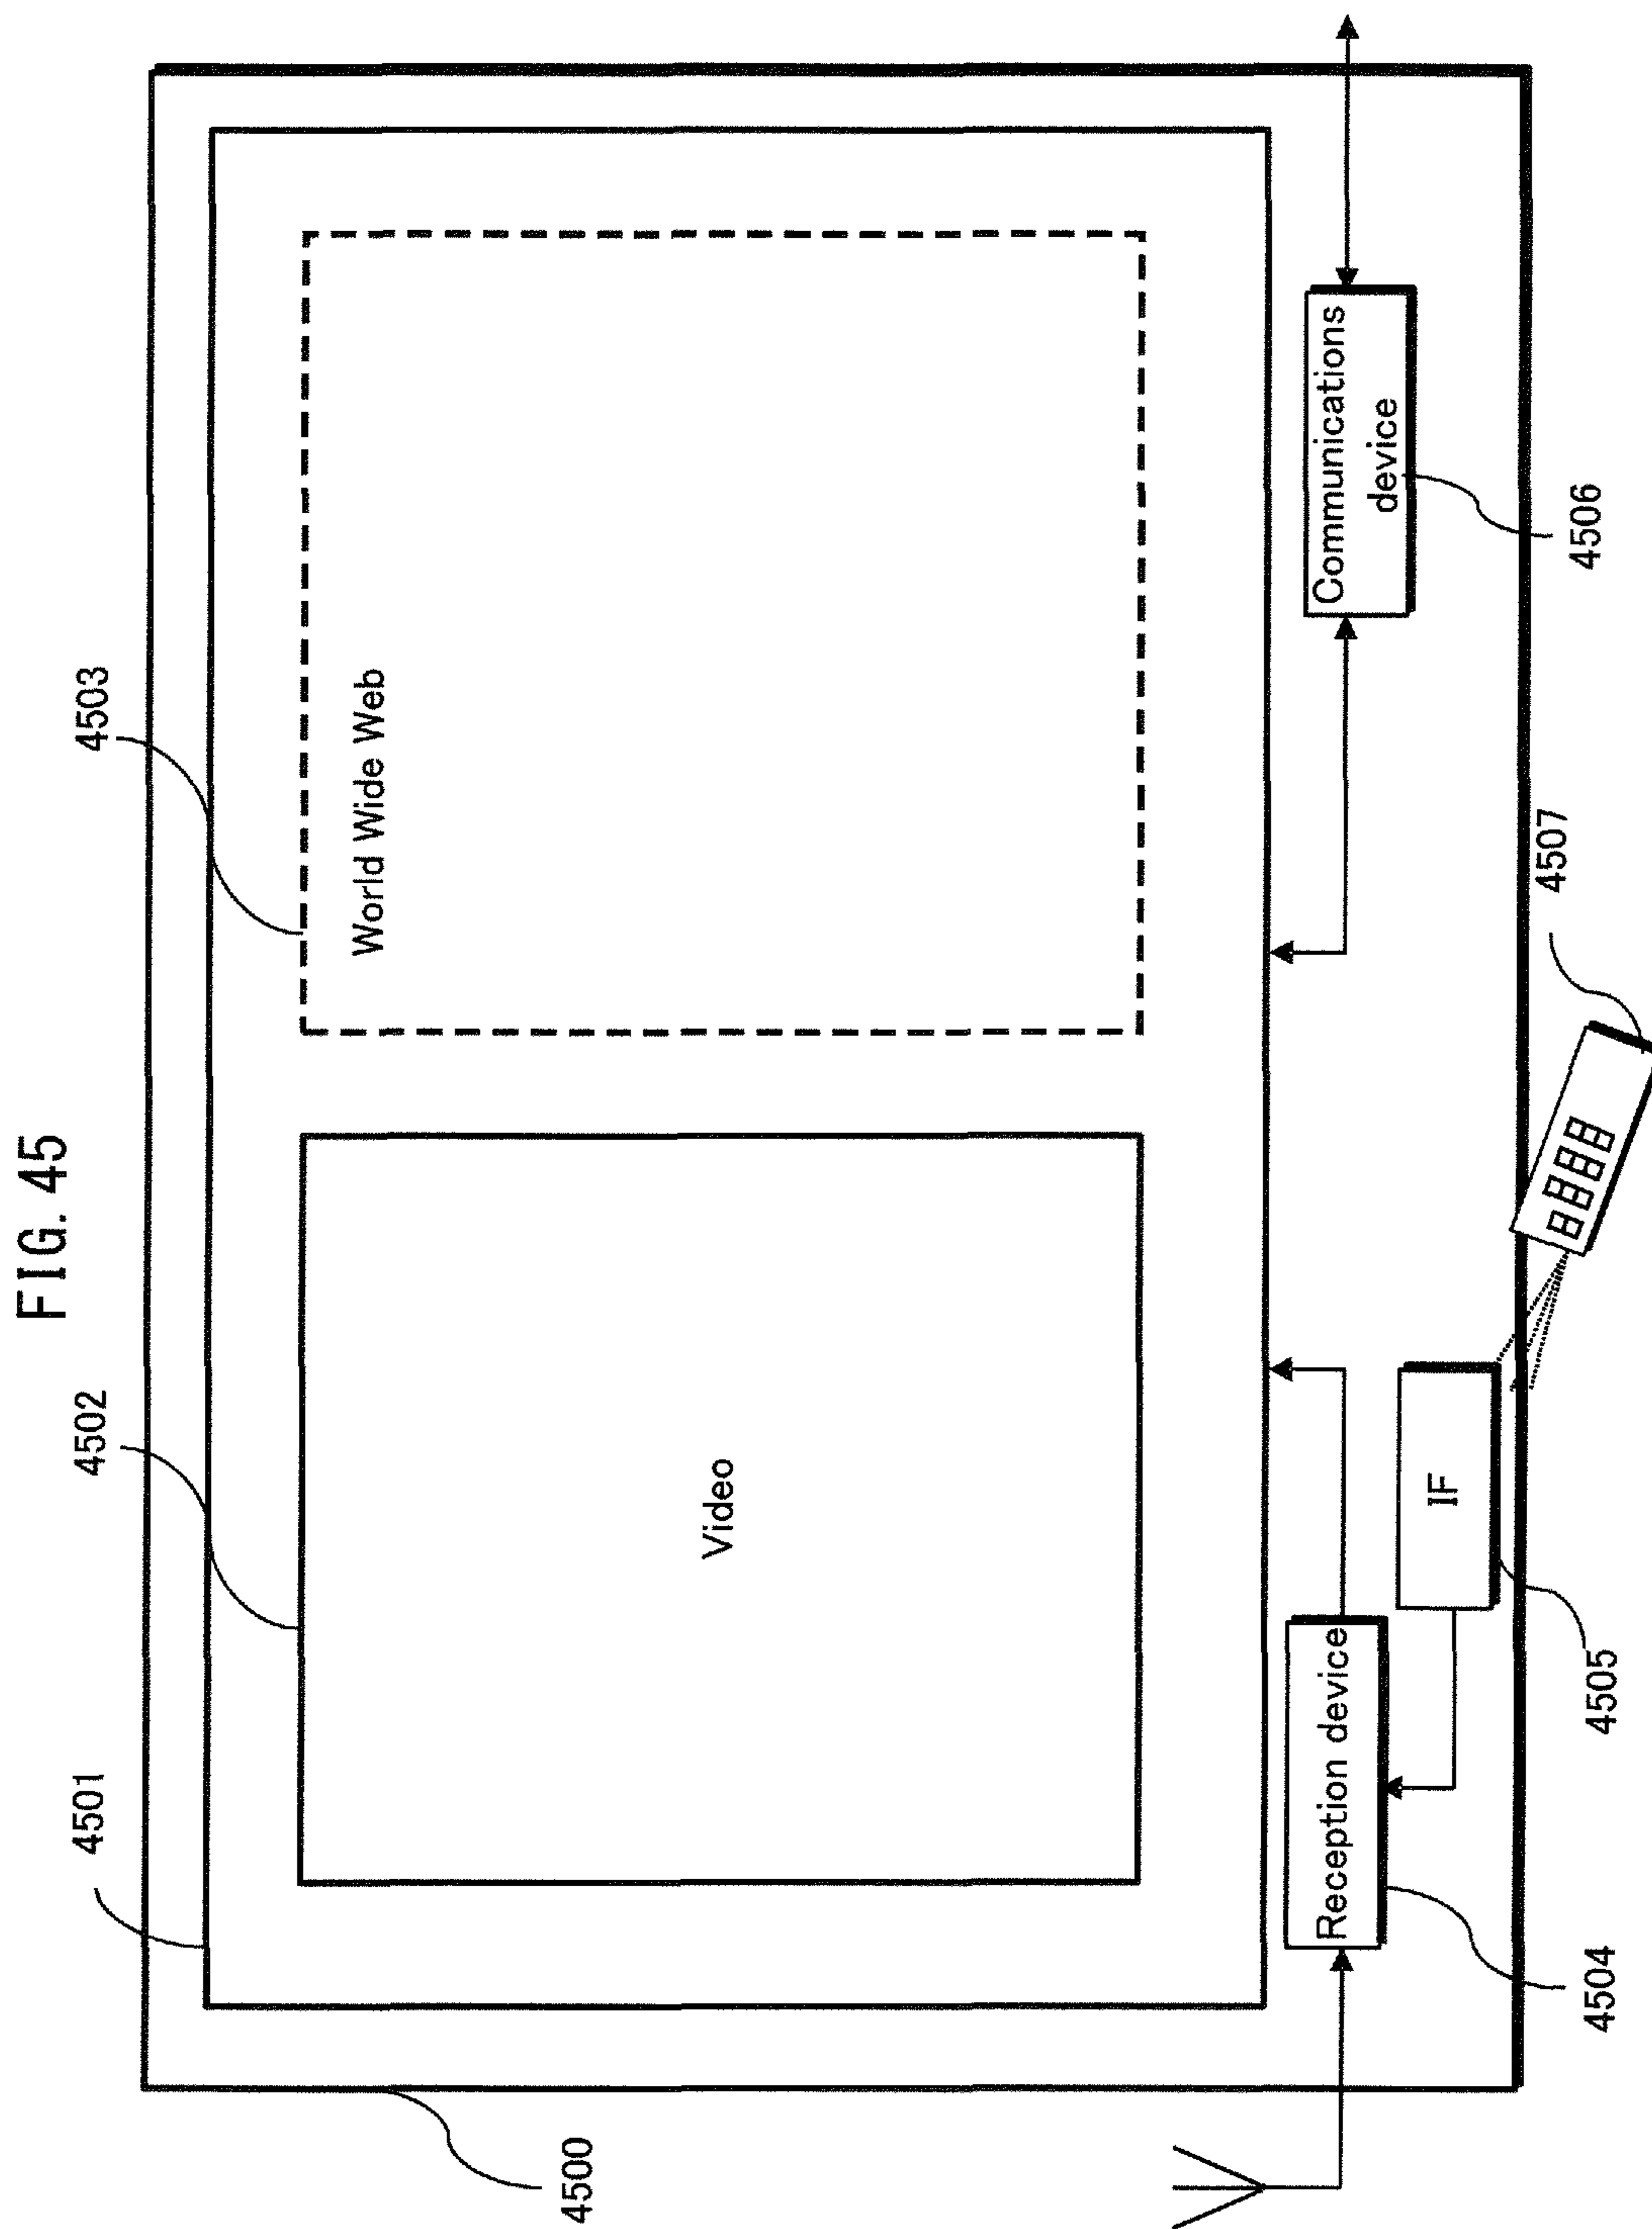 FIG. 45
4501
4502
4503
Video
World Wide Web
4500
Reception device
IF
Communications
device
4504
4505
4507
4506